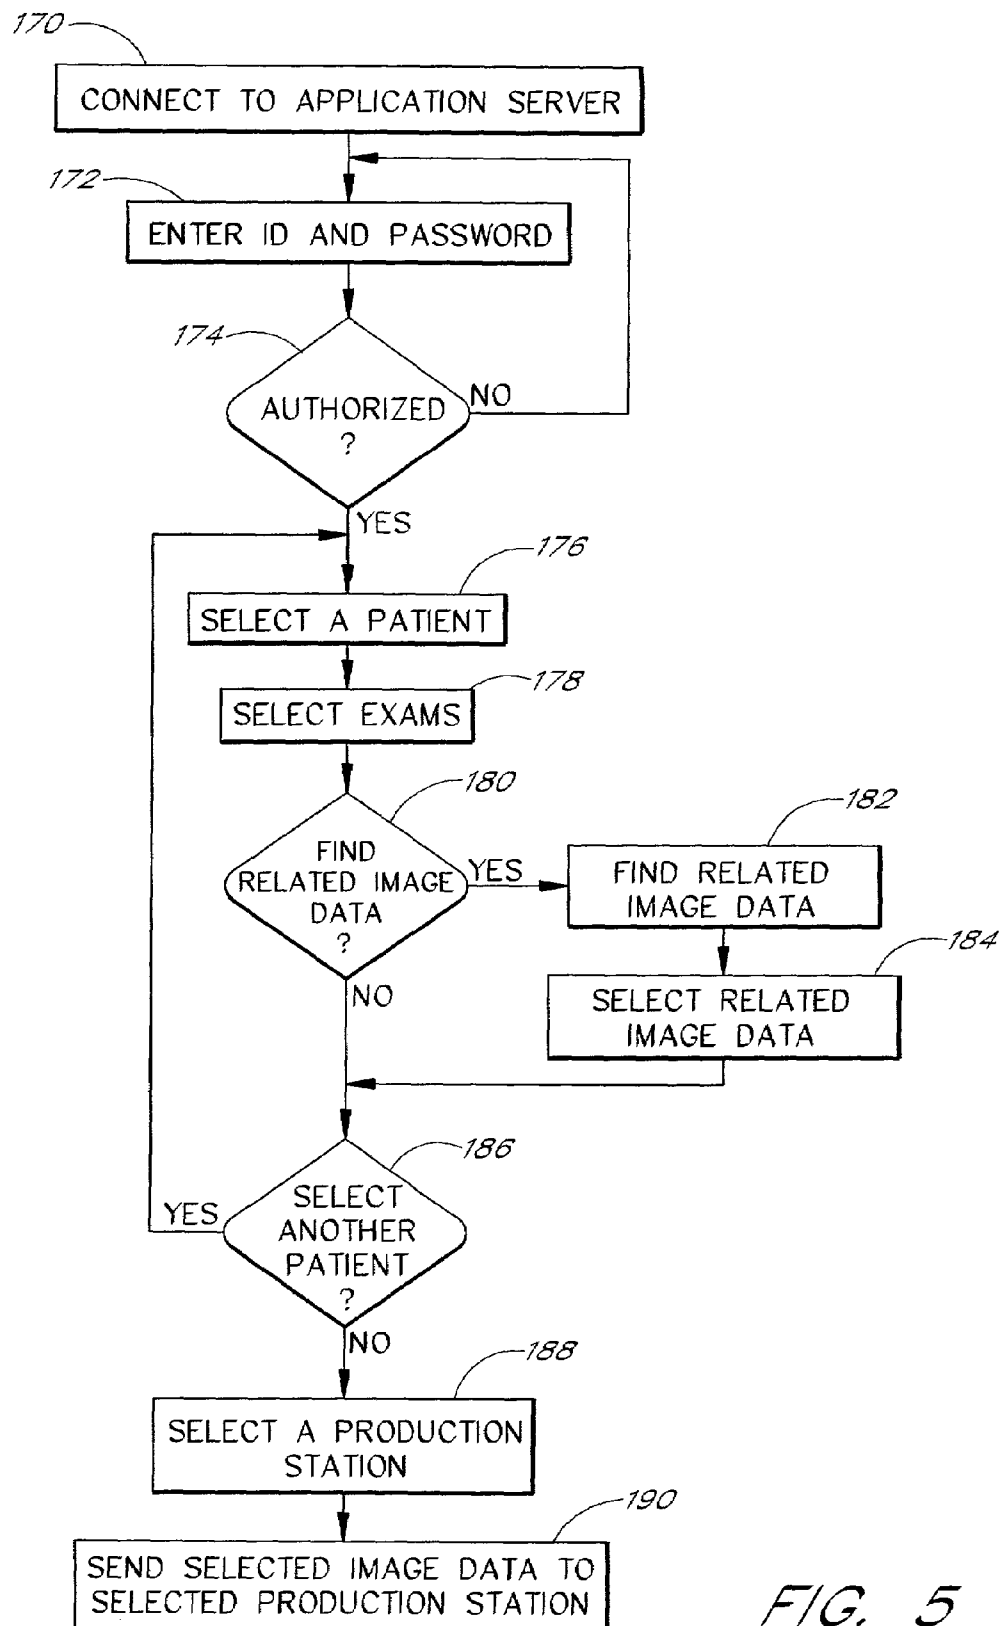 170
CONNECT TO APPLICATION SERVER
172
ENTER ID AND PASSWORD
174
AUTHORIZED
?
NO
YES
176
SELECT A PATIENT
178
SELECT EXAMS
180
FIND
RELATED IMAGE
DATA
?
YES
182
FIND RELATED
IMAGE DATA
184
SELECT RELATED
IMAGE DATA
NO
186
SELECT
ANOTHER
PATIENT
?
YES
NO
188
SELECT A PRODUCTION
STATION
190
SEND SELECTED IMAGE DATA TO
SELECTED PRODUCTION STATION
FIG. 5